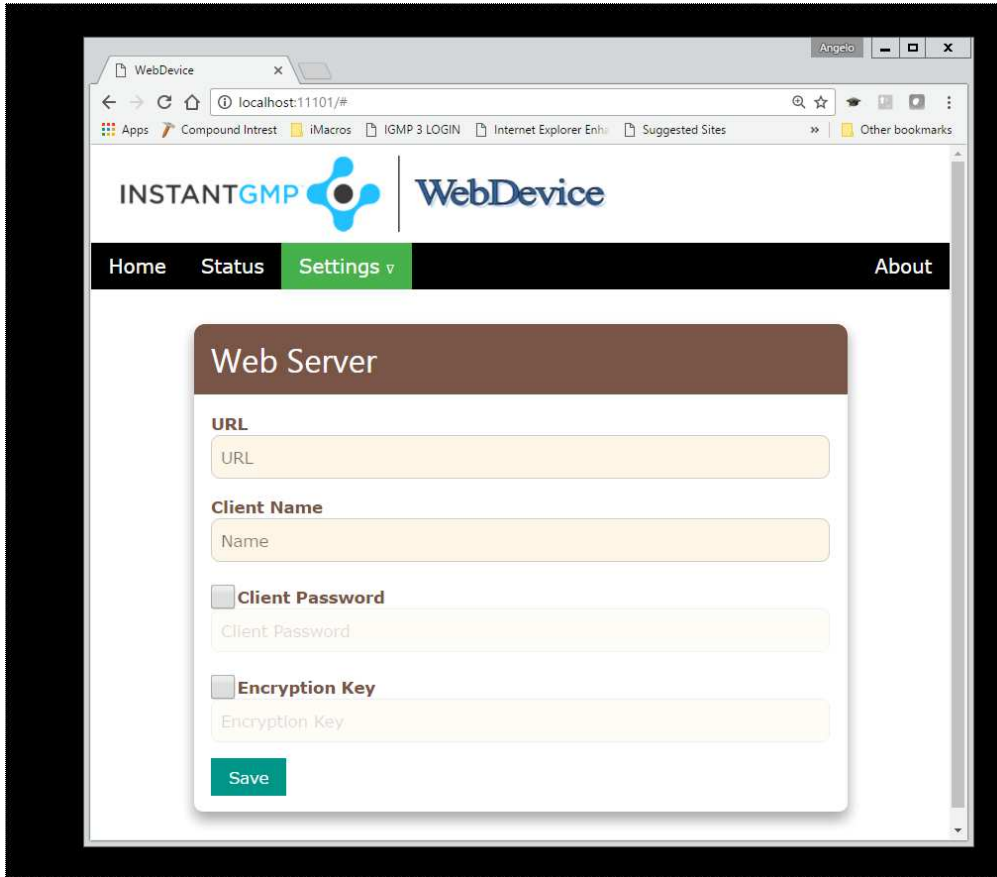 Angelo
WebDevice
localhost:11101/#
Apps Compound Intrest iMacros IGMP 3 LOGIN Internet Explorer Enh Suggested Sites » Other bookmarks
INSTANTGMP WebDevice
Home Status Settings ∇ About
Web Server
URL
URL
Client Name
Name
Client Password
Client Password
Encryption Key
Encryption Key
Save